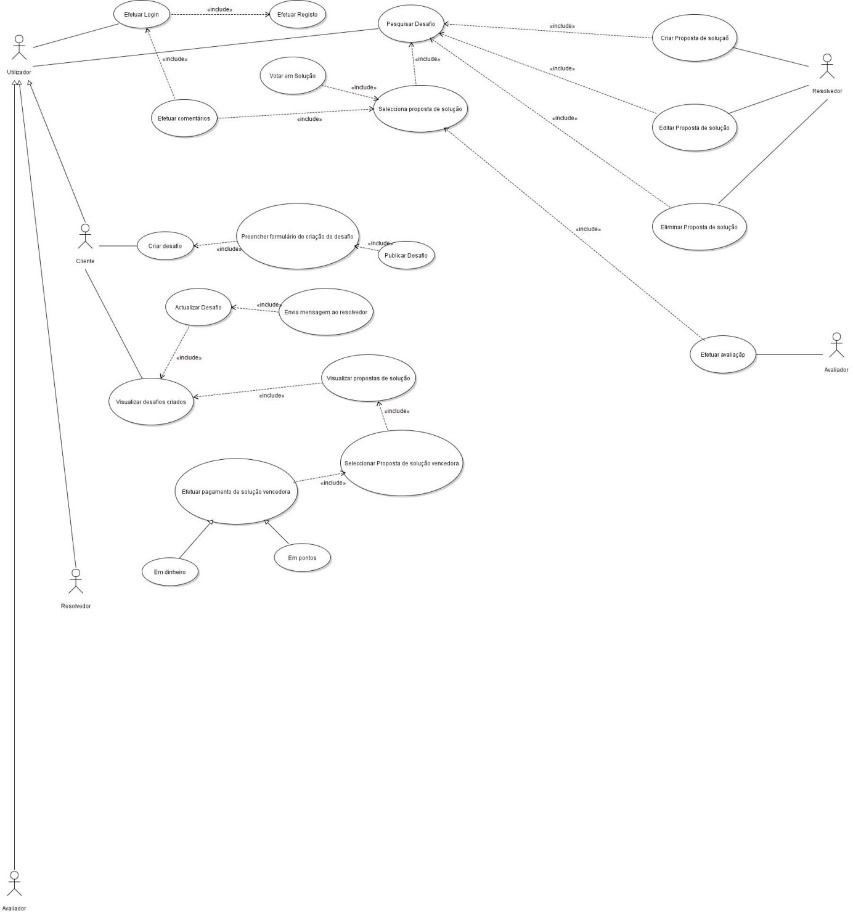 «include»
Efetuar Login
Efetuar Registo
Pesquisar Desafio
«include»
Criar Proposta de soluçaõ
Utilizador
«include»
Votar em Solução
«include»
«include»
«include»
Resolvedor
Selecciona proposta de solução
Efetuar comentários
«include»
«include»
Editar Proposta de solução
Eliminar Proposta de solução
«include»
Preencher formulário do criação de desafio
Criar desafio
«include»
«include»
Publicar Desafio
Cliente
Actualizar Desafio
«include»
Envia mensagem ao resolvedor
«include»
Efetuar avaliação
Avaliador
Visualizar propostas de solução
Visualizar desafios criados
«include»
«include»
Seleccionar Proposta de solução vencedora
Efetuar pagamento da solução vencedora
«include»
Em dinheiro
Em pontos
Resolvedor
Avaliador